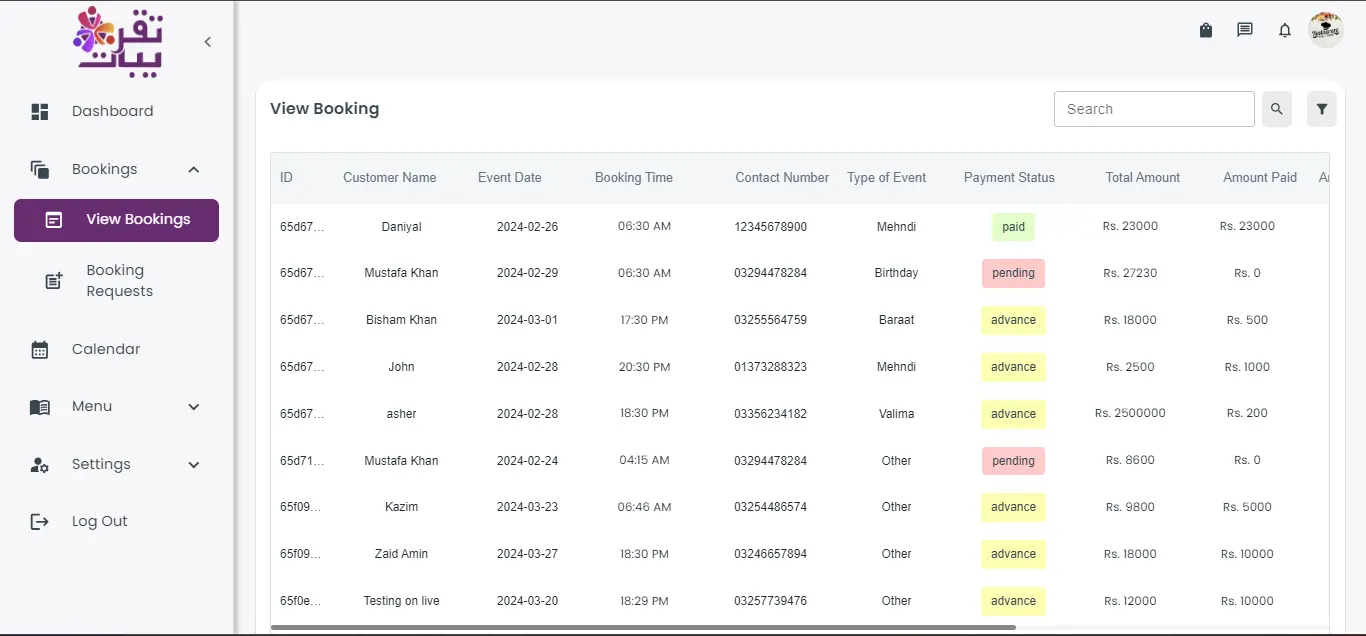 تقر
يبات
Dashboard
Bookings
View Bookings
Booking
Requests
Calendar
Menu
Settings
Log Out
View Booking
Search
ID Customer Name Event Date Booking Time Contact Number Type of Event Payment Status Total Amount Amount Paid
65d67... Daniyal 2024-02-26 06:30 AM 12345678900 Mehndi paid Rs. 23000 Rs. 23000
65d67... Mustafa Khan 2024-02-29 06:30 AM 03294478284 Birthday pending Rs. 27230 Rs. 0
65d67... Bisham Khan 2024-03-01 17:30 PM 03255564759 Baraat advance Rs. 18000 Rs. 500
65d67... John 2024-02-28 20:30 PM 01373288323 Mehndi advance Rs. 2500 Rs. 1000
65d67... asher 2024-02-28 18:30 PM 03356234182 Valima advance Rs. 2500000 Rs. 200
65d71... Mustafa Khan 2024-02-24 04:15 AM 03294478284 Other pending Rs. 8600 Rs. 0
65f09... Kazim 2024-03-23 06:46 AM 03254486574 Other advance Rs. 9800 Rs. 5000
65f09... Zaid Amin 2024-03-27 18:30 PM 03246657894 Other advance Rs. 18000 Rs. 10000
65f0e... Testing on live 2024-03-20 18:29 PM 03257739476 Other advance Rs. 12000 Rs. 10000